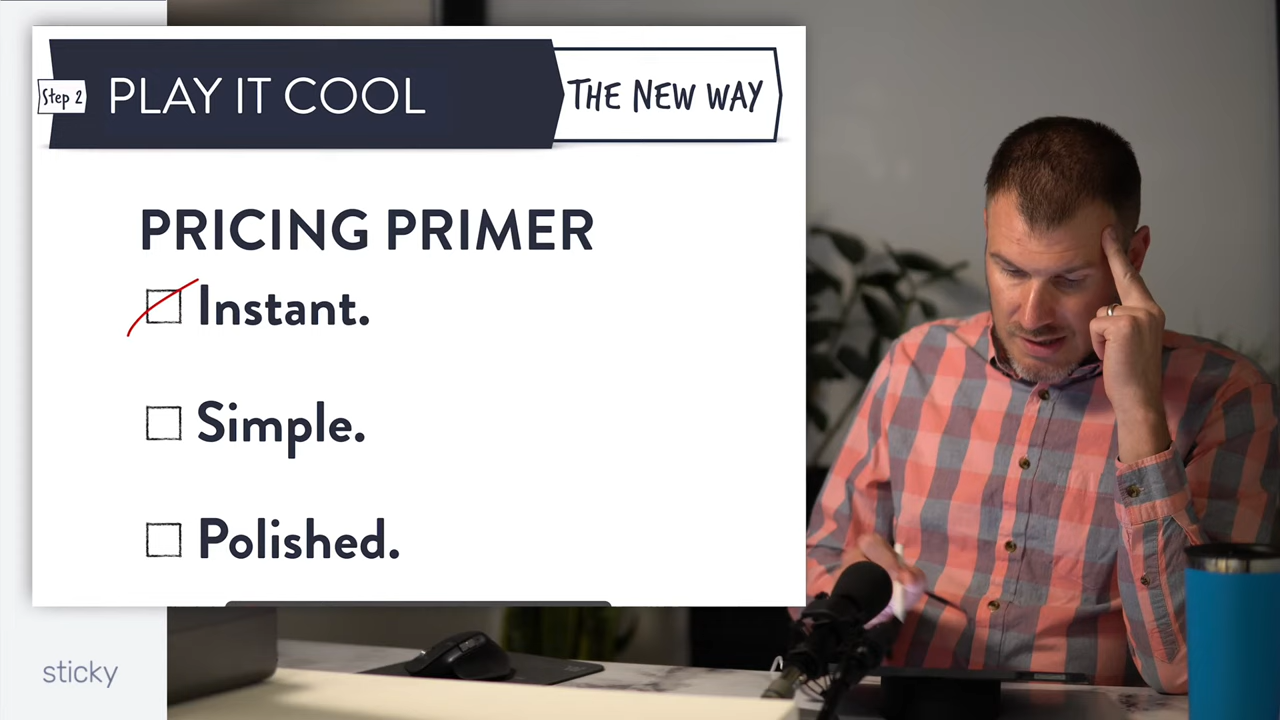 Step 2
PLAY IT COOL
THE NEW WAY
PRICING PRIMER
Instant.
Simple.
Polished.
sticky